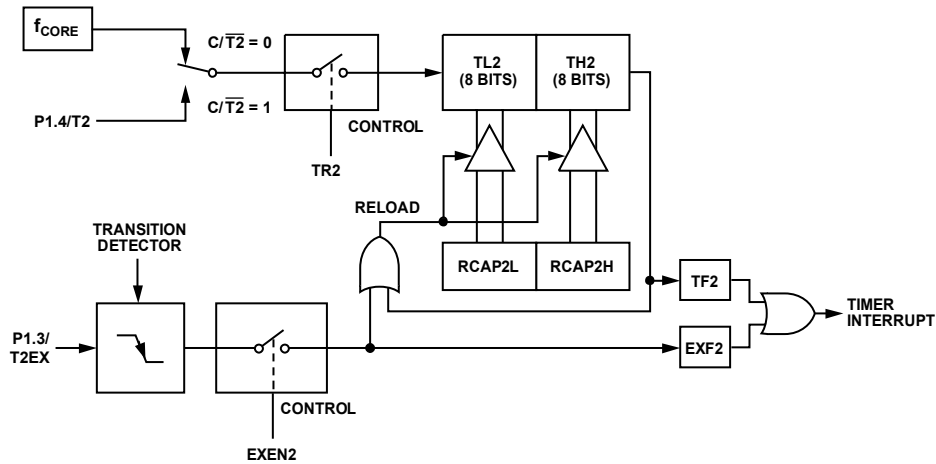 fCORE
C/T2 = 0
C/T2 = 1
P1.4/T2
CONTROL
TR2
TL2
(8 BITS)
TH2
(8 BITS)
RELOAD
RCAP2L
RCAP2H
TRANSITION
DETECTOR
P1.3/
T2EX
CONTROL
EXEN2
TF2
EXF2
TIMER
INTERRUPT